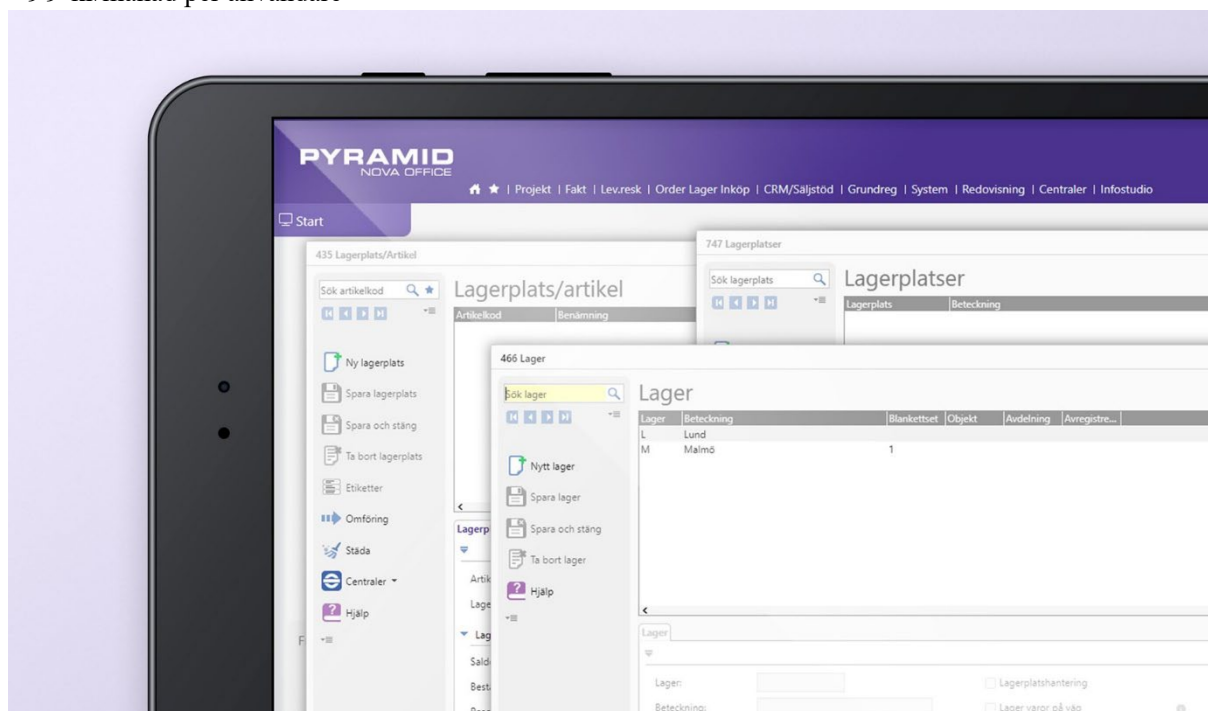 PYRAMID
NOVA OFFICE
| Projekt | Fakt | Lev.resk | Order Lager Inköp | CRM/Säljstöd | Grundreg | System | Redovisning | Centraler | Infostudio
Start
435 Lagerplats/Artikel
Sök artikelkod
Lagerplats/artikel
Artikelkod Benämning
Ny lagerplats
Spara lagerplats
Spara och stäng
Ta bort lagerplats
Etiketter
Omföring
Städa
Centraler
Hjälp
747 Lagerplatser
Sök lagerplats
Lagerplatser
Lagerplats Beteckning
466 Lager
Sök lager
Lager
Lager Beteckning Blankettset Objekt Avdelning Avregistre...
L Lund
M Malmö 1
Nytt lager
Spara lager
Spara och stäng
Ta bort lager
Hjälp
Lager
Lager: Lagerplatshantering
Beteckning: Lager varor på väg